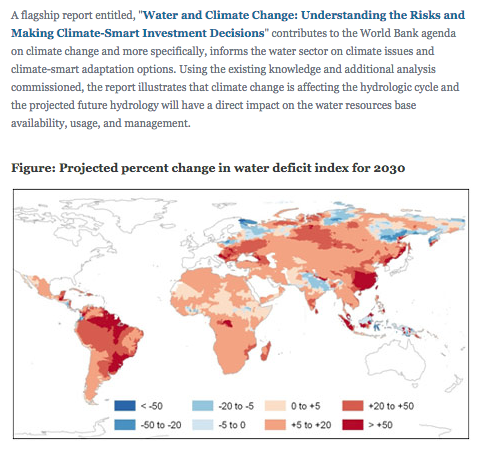 A flagship report entitled, "Water and Climate Change: Understanding the Risks and
Making Climate-Smart Investment Decisions" contributes to the World Bank agenda
on climate change and more specifically, informs the water sector on climate issues and
climate-smart adaptation options. Using the existing knowledge and additional analysis
commissioned, the report illustrates that climate change is affecting the hydrologic cycle and
the projected future hydrology will have a direct impact on the water resources base
availability, usage, and management.
Figure: Projected percent change in water deficit index for 2030
< -50 -20 to -5 0 to +5 +20 to +50
-50 to -20 -5 to 0 +5 to +20 > +50